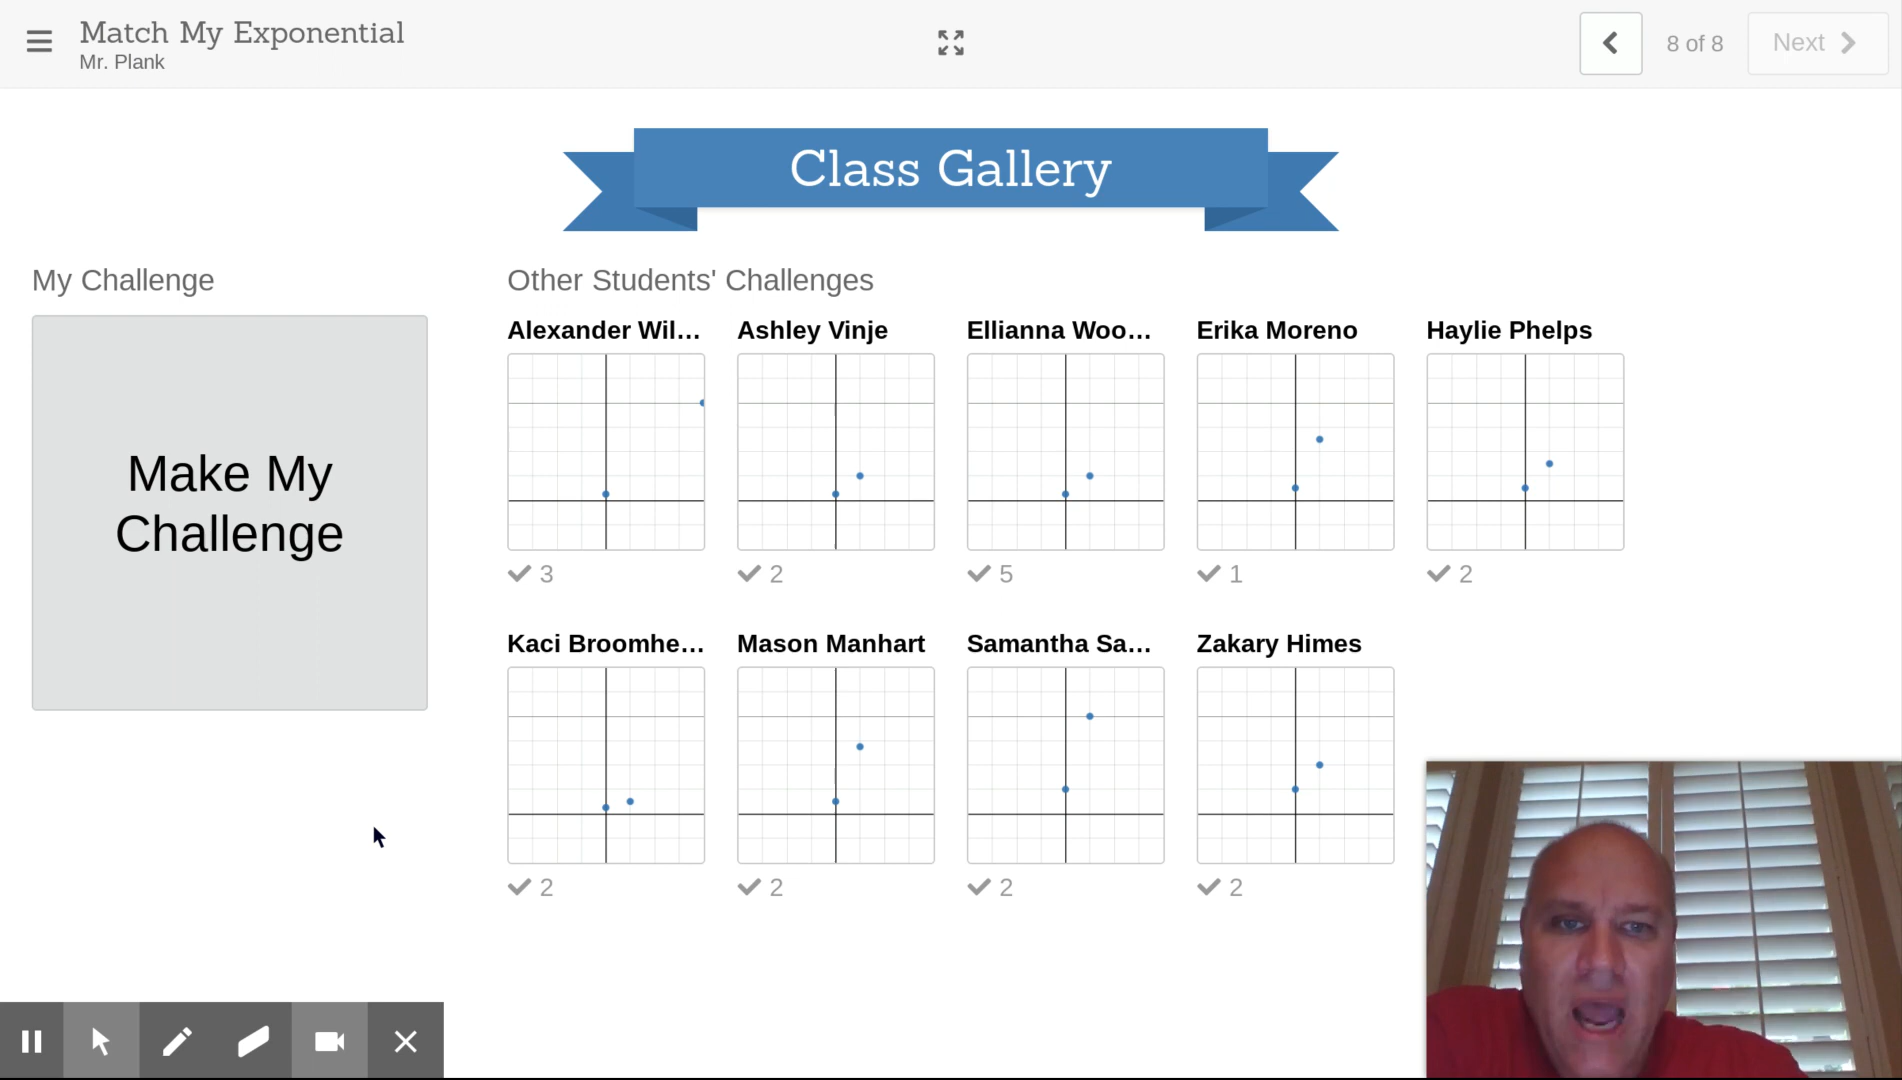 Match My Exponential
Mr. Plank
8 of 8
Next
Class Gallery
My Challenge
Make My
Challenge
Other Students' Challenges
Alexander Wil...
Ashley Vinje
Ellianna Woo...
Erika Moreno
Haylie Phelps
3
2
5
1
2
Kaci Broomhe...
Mason Manhart
Samantha Sa...
Zakary Himes
2
2
2
2